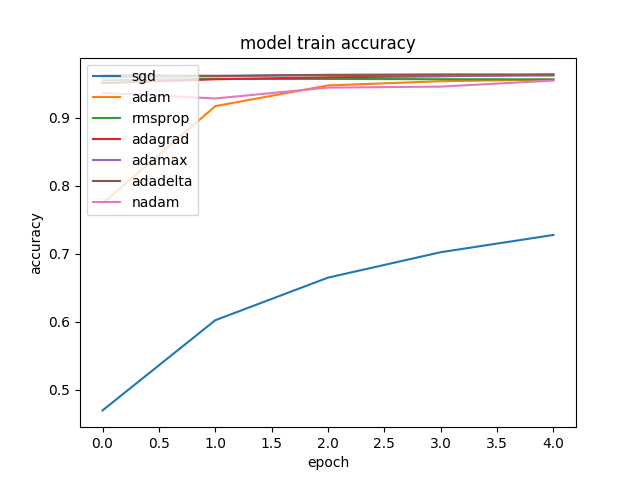 model train accuracy
sgd
adam
rmsprop
adagrad
adamax
adadelta
nadam
accuracy
0.9
0.8
0.7
0.6
0.5
0.0 0.5 1.0 1.5 2.0 2.5 3.0 3.5 4.0
epoch